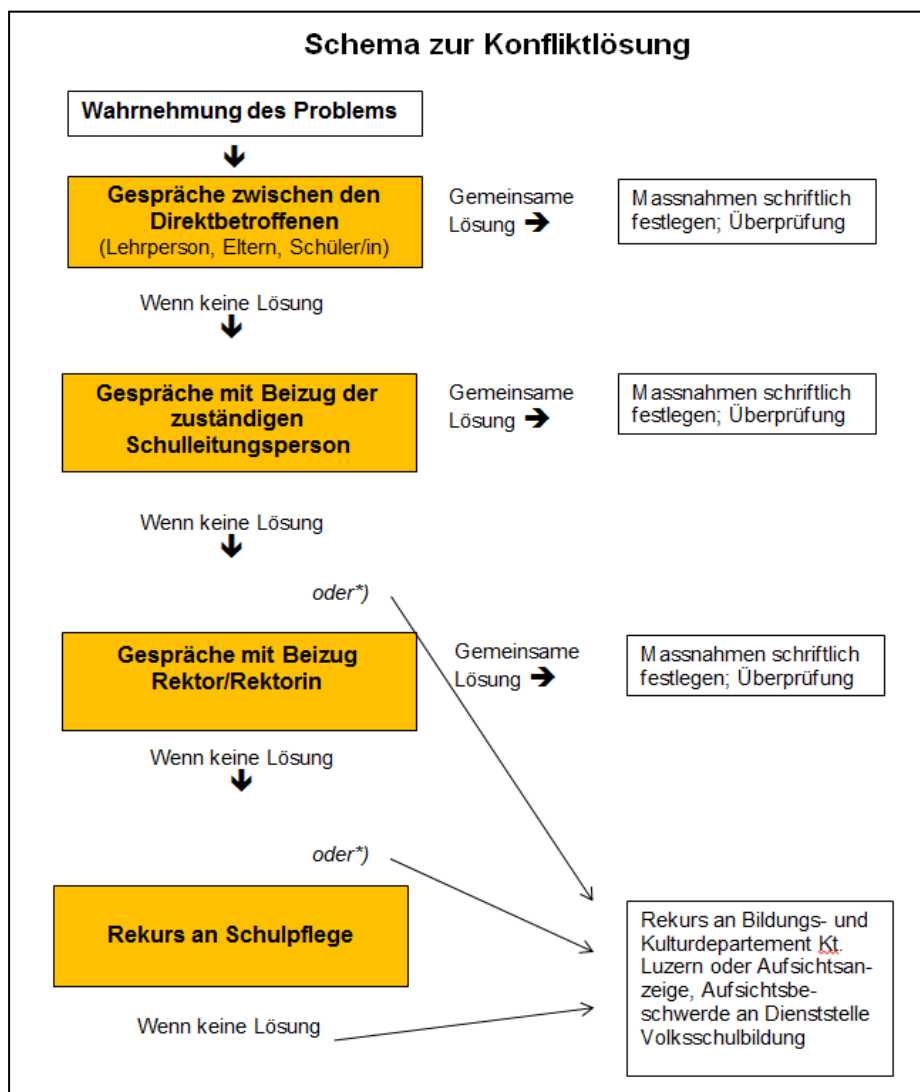 Schema zur Konfliktlösung
Wahrnehmung des Problems
Gespräche zwischen den
Direktbetroffenen
(Lehrperson, Eltern, Schüler/in)
Gemeinsame
Lösung ➔
Massnahmen schriftlich
festlegen; Überprüfung
Wenn keine Lösung
Gespräche mit Beizug der
zuständigen
Schulleitungsperson
Gemeinsame
Lösung ➔
Massnahmen schriftlich
festlegen; Überprüfung
Wenn keine Lösung
oder*)
Gespräche mit Beizug
Rektor/Rektorin
Gemeinsame
Lösung ➔
Massnahmen schriftlich
festlegen; Überprüfung
Wenn keine Lösung
oder*)
Rekurs an Schulpflege
Rekurs an Bildungs- und
Kulturdepartement Kt.
Luzern oder Aufsichtsan-
zeige, Aufsichtsbe-
schwerde an Dienststelle
Volksschulbildung
Wenn keine Lösung